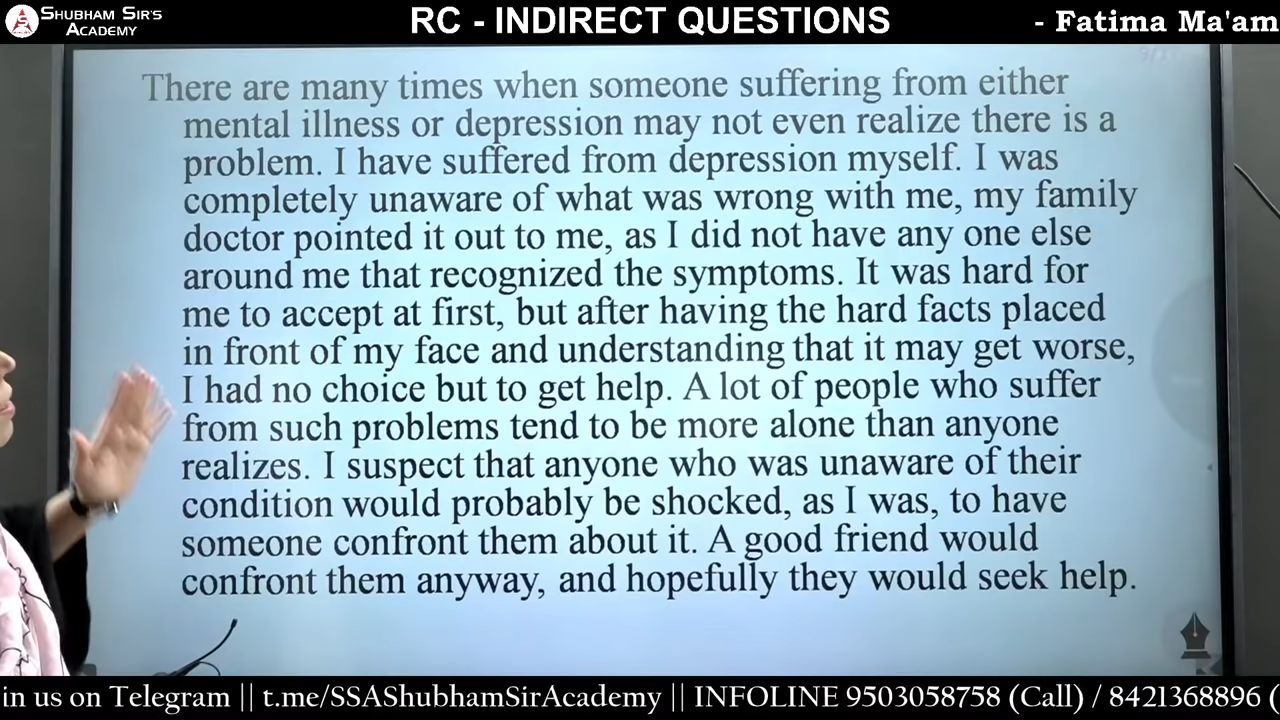 SHUBHAM SIR'S
ACADEMY
RC - INDIRECT QUESTIONS
- Fatima Ma'am
There are many times when someone suffering from either
mental illness or depression may not even realize there is a
problem. I have suffered from depression myself. I was
completely unaware of what was wrong with me, my family
doctor pointed it out to me, as I did not have any one else
around me that recognized the symptoms. It was hard for
me to accept at first, but after having the hard facts placed
in front of my face and understanding that it may get worse,
I had no choice but to get help. A lot of people who suffer
from such problems tend to be more alone than anyone
realizes. I suspect that anyone who was unaware of their
condition would probably be shocked, as I was, to have
someone confront them about it. A good friend would
confront them anyway, and hopefully they would seek help.
in us on Telegram || t.me/SSAShubhamSirAcademy || INFOLINE 9503058758 (Call) / 8421368896 (